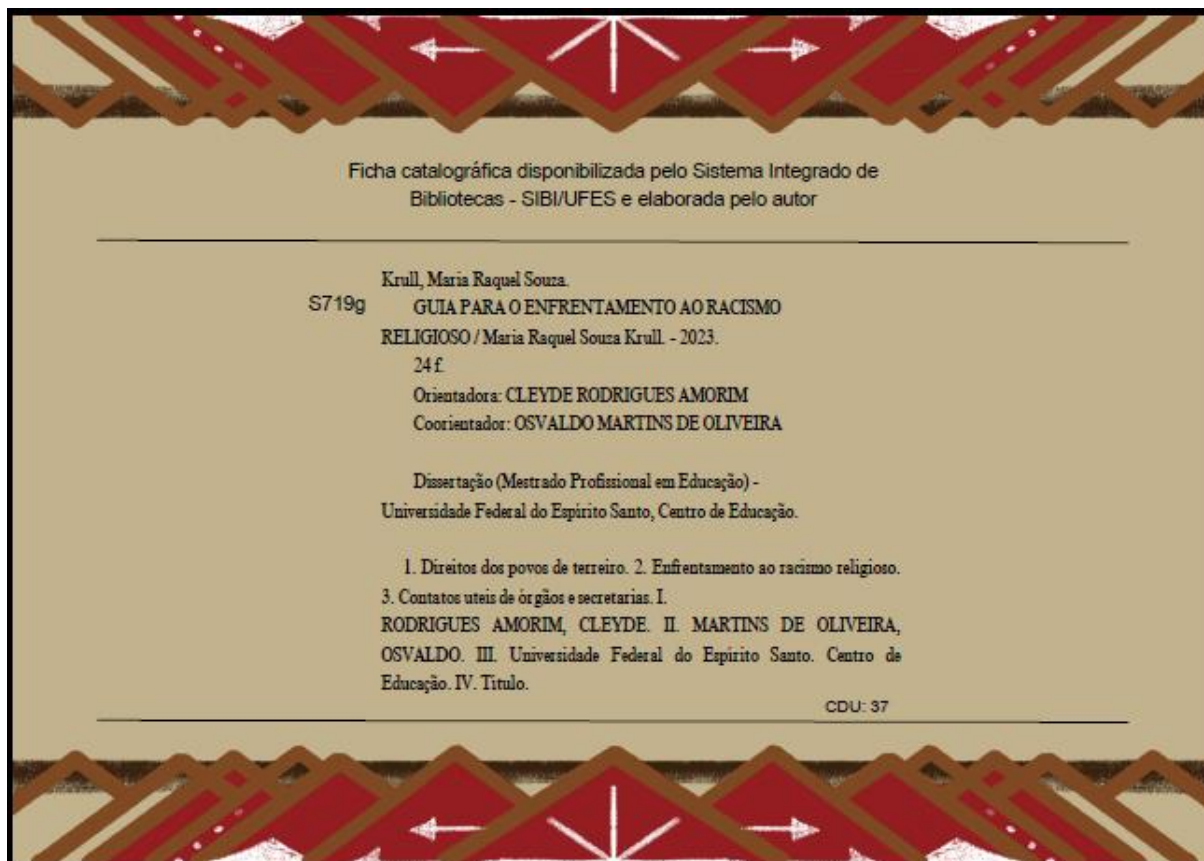 Ficha catalográfica disponibilizada pelo Sistema Integrado de
Bibliotecas - SIBI/UFES e elaborada pelo autor
Krull, Maria Raquel Souza.
S719g GUIA PARA O ENFRENTAMENTO AO RACISMO
RELIGIOSO / Maria Raquel Souza Krull. - 2023.
24 f.
Orientadora: CLEYDE RODRIGUES AMORIM
Coorientador: OSVALDO MARTINS DE OLIVEIRA
Dissertação (Mestrado Profissional em Educação) -
Universidade Federal do Espírito Santo, Centro de Educação.
1. Direitos dos povos de terreiro. 2. Enfrentamento ao racismo religioso.
3. Contatos uteis de órgãos e secretarias. I.
RODRIGUES AMORIM, CLEYDE. II. MARTINS DE OLIVEIRA,
OSVALDO. III. Universidade Federal do Espírito Santo. Centro de
Educação. IV. Título.
CDU: 37